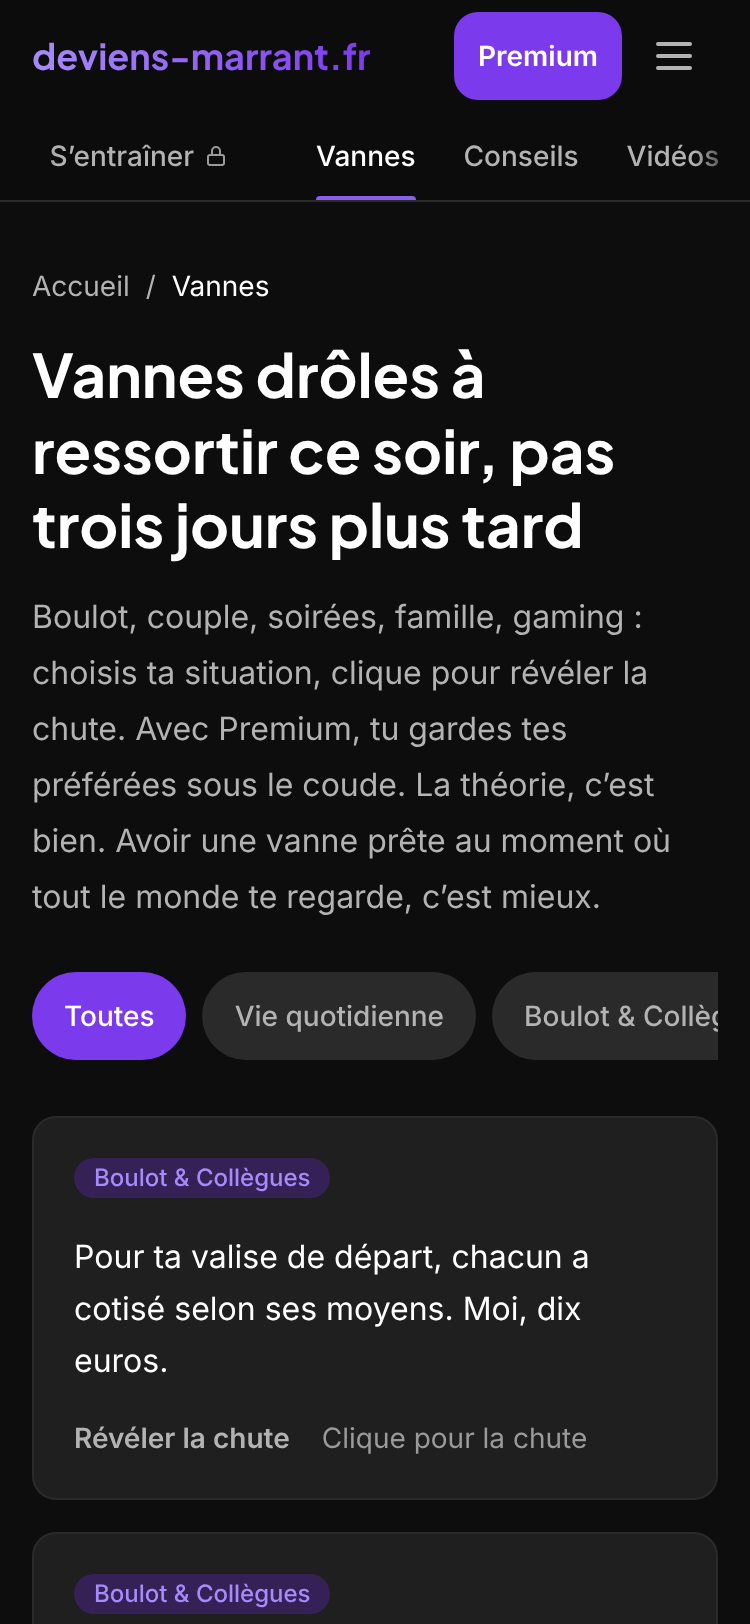 deviens-marrant.fr
Premium
S’entraîner
Vannes
Conseils
Vidéos
Accueil / Vannes
Vannes drôles à
ressortir ce soir, pas
trois jours plus tard
Boulot, couple, soirées, famille, gaming :
choisis ta situation, clique pour révéler la
chute. Avec Premium, tu gardes tes
préférées sous le coude. La théorie, c’est
bien. Avoir une vanne prête au moment où
tout le monde te regarde, c’est mieux.
Toutes
Vie quotidienne
Boulot & Collèg
Boulot & Collègues
Pour ta valise de départ, chacun a
cotisé selon ses moyens. Moi, dix
euros.
Révéler la chute Clique pour la chute
Boulot & Collègues